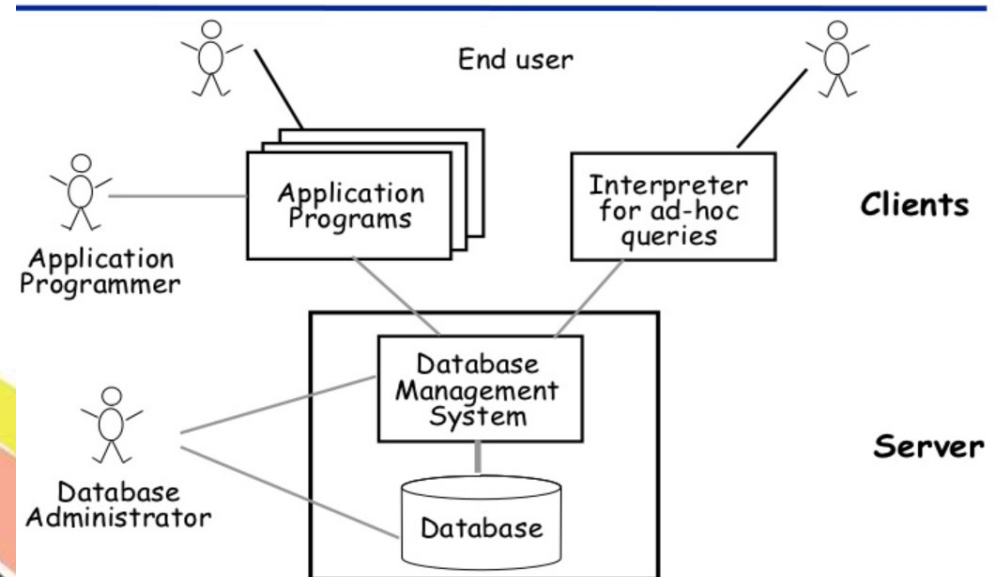 End user
Application
Programs
Interpreter
for ad-hoc
queries
Clients
Application
Programmer
Database
Management
System
Server
Database
Administrator
Database